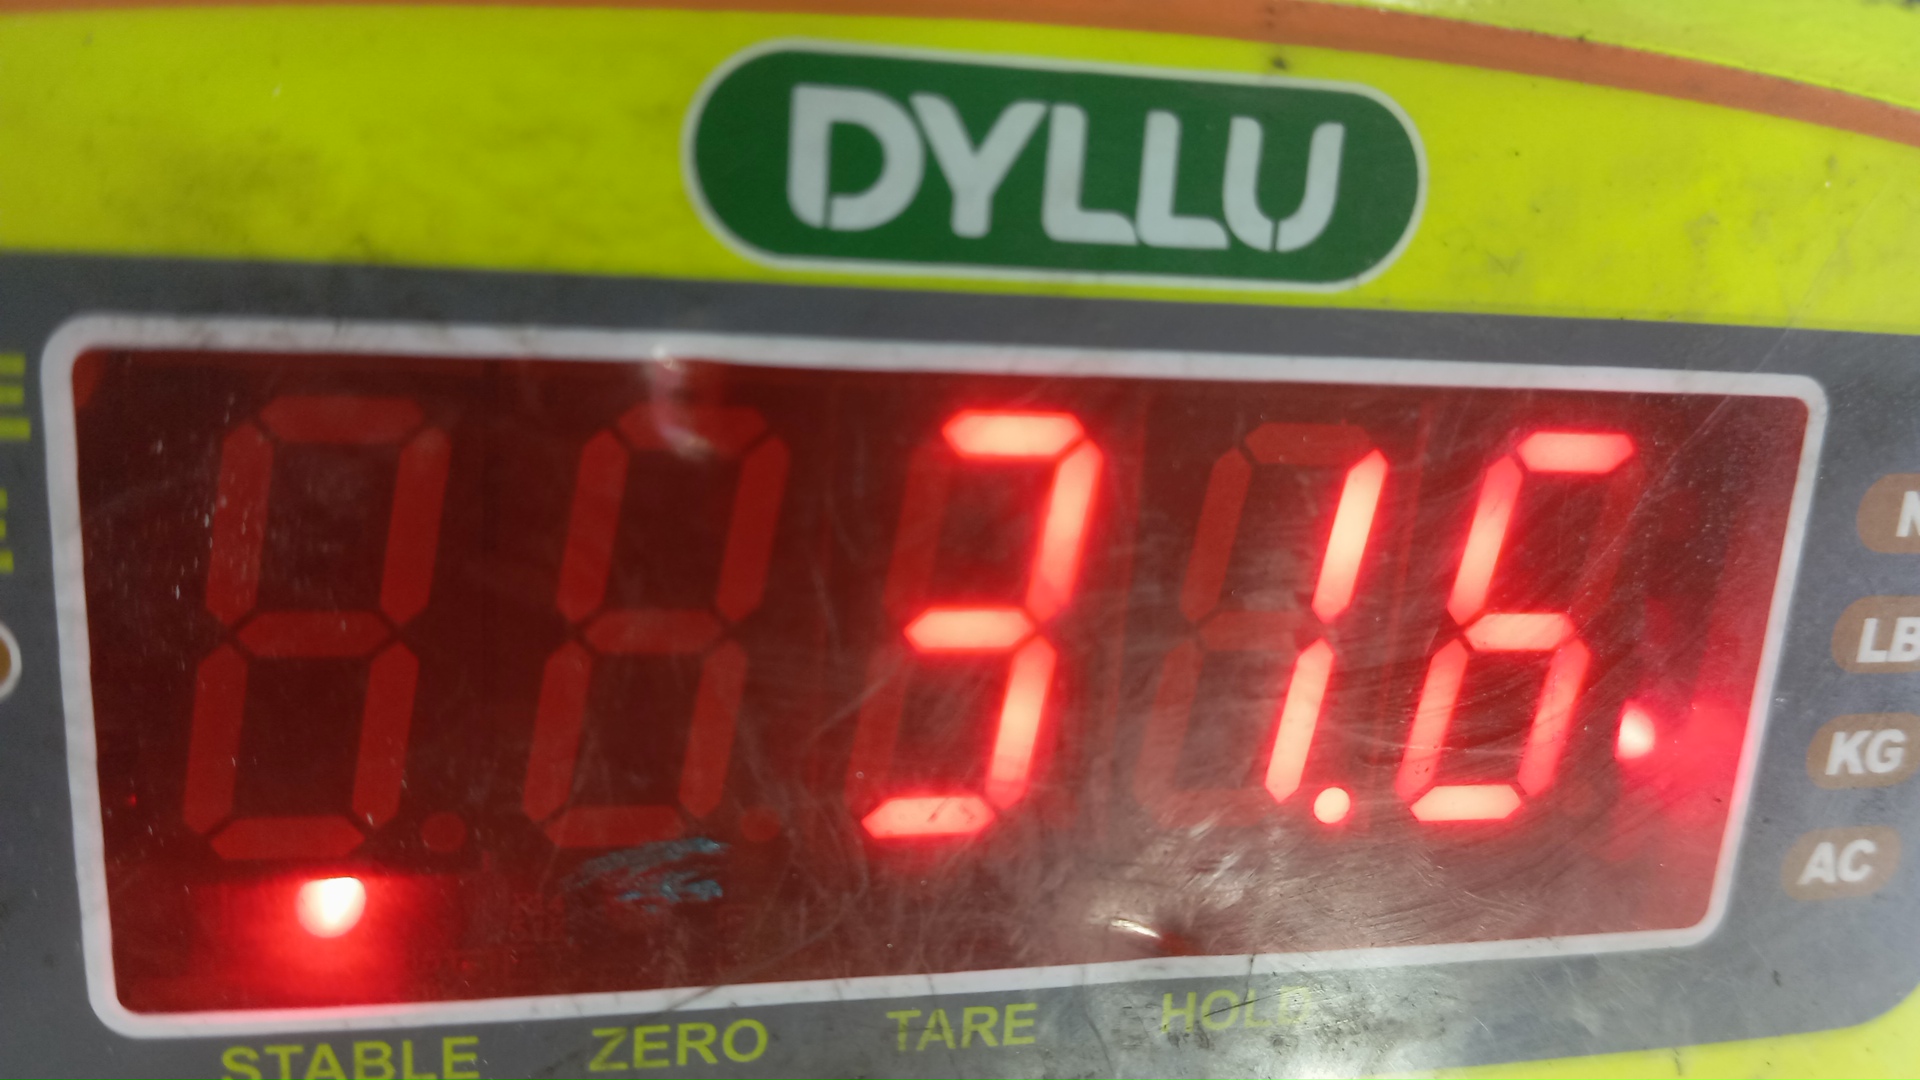 DYLLU
31.6
LB
KG
AC
STABLE ZERO TARE HOLD